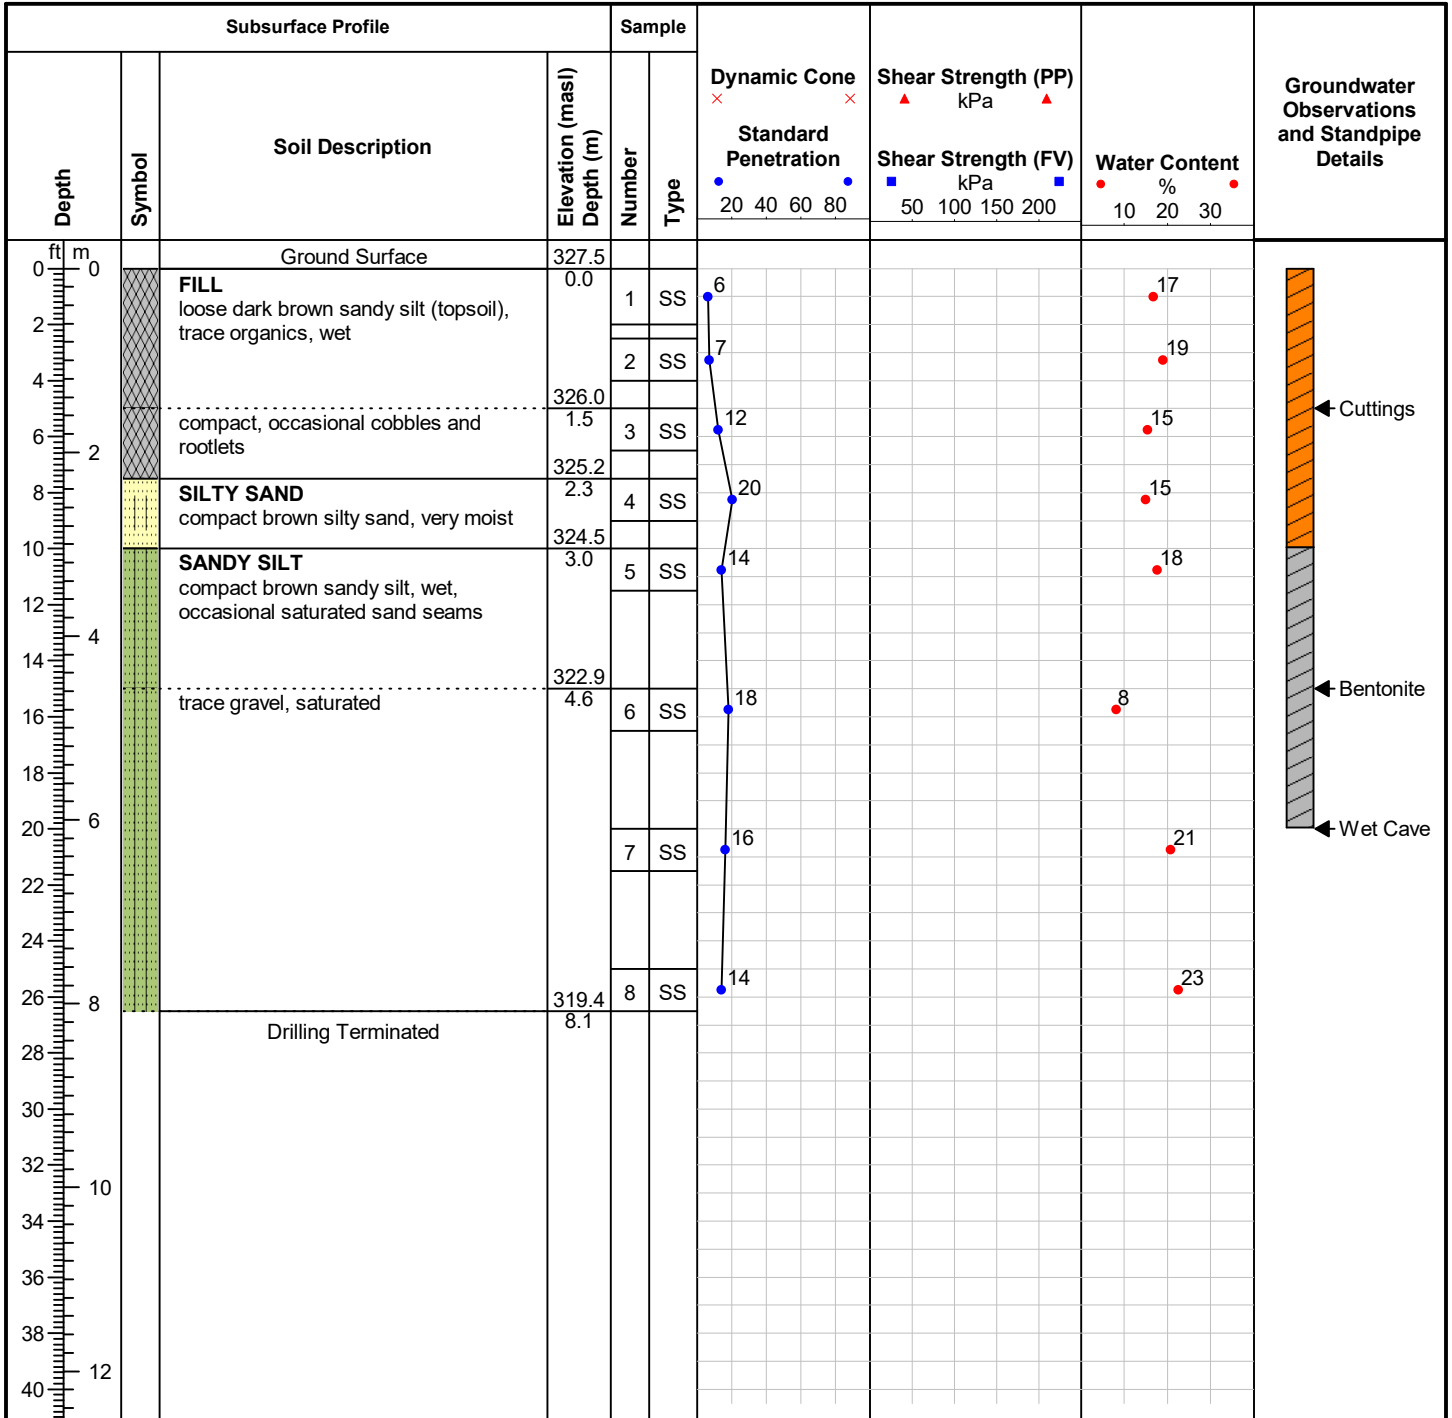 Subsurface Profile
Sample
Depth
Symbol
Soil Description
Elevation (masl)
Depth (m)
Number
Type
Dynamic Cone
Standard
Penetration
20 40 60 80
Shear Strength (PP)
kPa
Shear Strength (FV)
kPa
50 100 150 200
Water Content
%
10 20 30
Groundwater
Observations
and Standpipe
Details
ft m
Ground Surface 327.5
0 0
0.0
FILL
loose dark brown sandy silt (topsoil),
trace organics, wet
1 SS 6 17
2
2 SS 7 19
4
326.0
1.5
Cuttings
compact, occasional cobbles and
rootlets
3 SS 12 15
6
2
325.2
2.3
SILTY SAND
compact brown silty sand, very moist
4 SS 20 15
8
324.5
10
3.0
SANDY SILT
compact brown sandy silt, wet,
occasional saturated sand seams
5 SS 14 18
12
4
14
322.9
4.6
Bentonite
trace gravel, saturated
6 SS 18 8
16
18
6
20
Wet Cave
7 SS 16 21
22
24
8 SS 14 23
26
8
319.4
8.1
Drilling Terminated
28
30
32
10
34
36
38
12
40